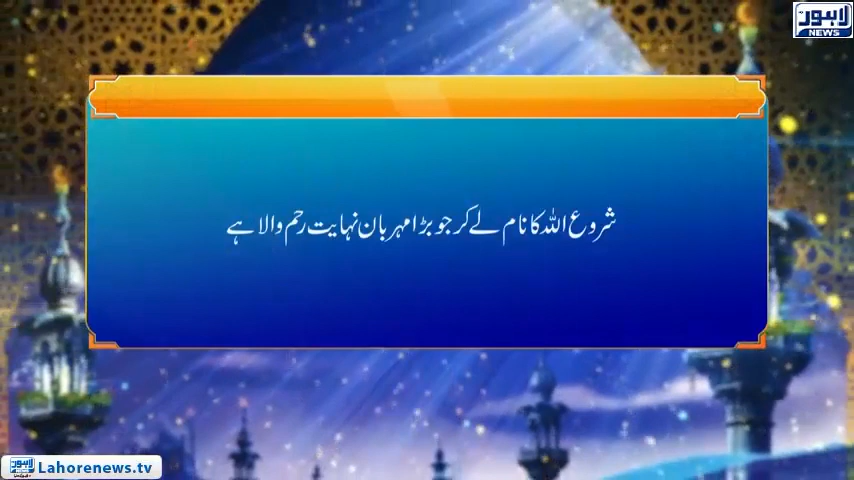 لاہور
NEWS
شروع اللہ کا نام لے کر جو بڑا مہربان نہایت رحم والا ہے
لاہور
Lahorenews.tv